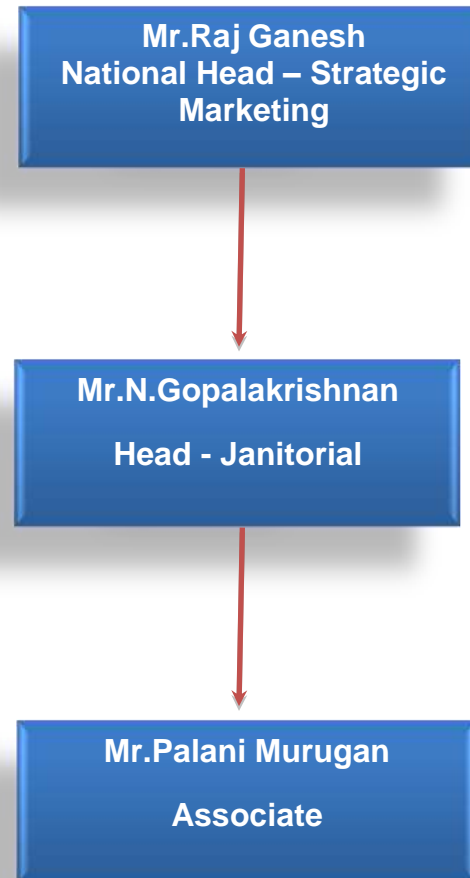 Mr.Raj Ganesh
National Head – Strategic
Marketing
Mr.N.Gopalakrishnan
Head - Janitorial
Mr.Palani Murugan
Associate